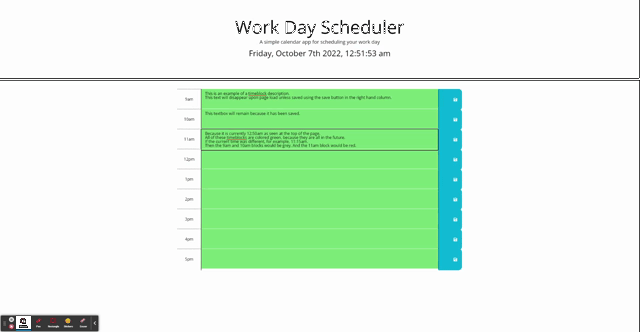 Work Day Scheduler
A simple calendar app for scheduling your work day
Friday, October 7th 2022, 12:51:53 am
9am
This is an example of a timeblock description.
This text will disappear upon page load unless saved using the save button in the right hand column.
10am
This textbox will remain because it has been saved.
11am
Because it is currently 12:50am as seen at the top of the page,
All of these timeblocks are colored green, because they are all in the future.
If the current time was different, for example, 11:10am,
Then the 9am and 10am blocks would be grey. And the 11am block would be red.
12pm
1pm
2pm
3pm
4pm
5pm